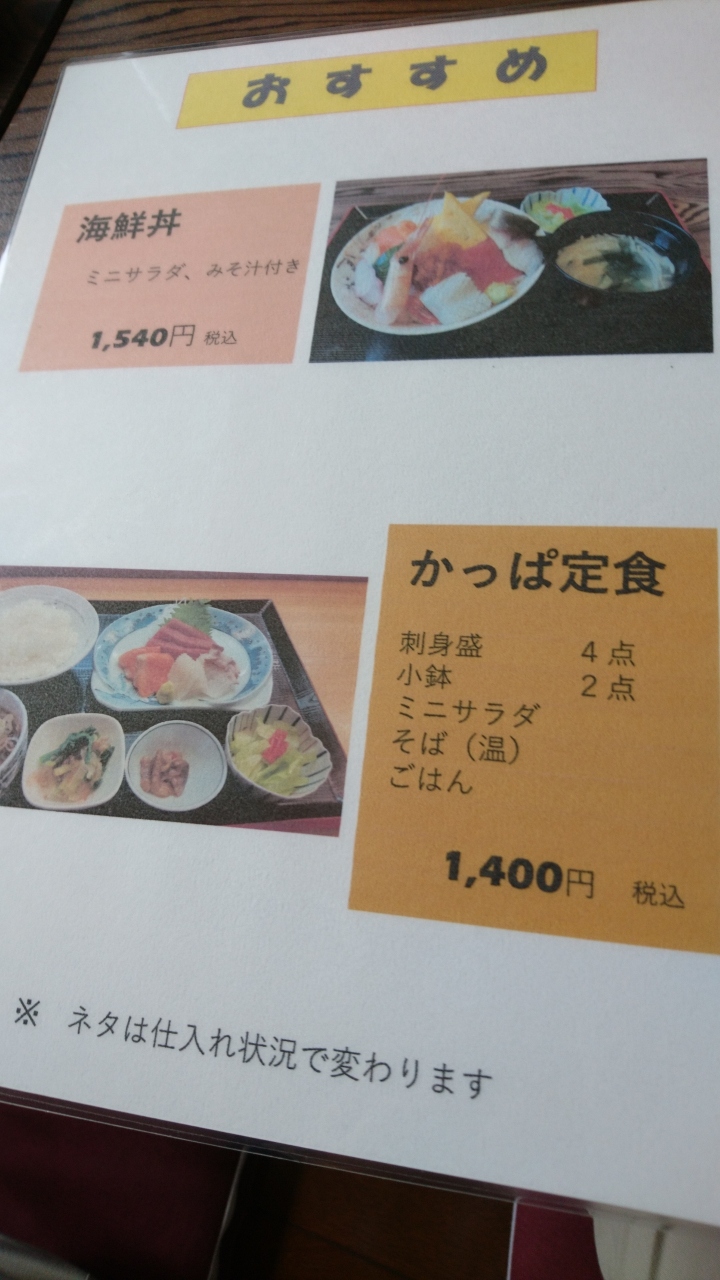 おすすめ
海鮮丼
ミニサラダ、みそ汁付き
1,540円 税込
かっぱ定食
刺身盛 4点
小鉢 2点
ミニサラダ
そば（温）
ごはん
1,400円 税込
※ ネタは仕入れ状況で変わります